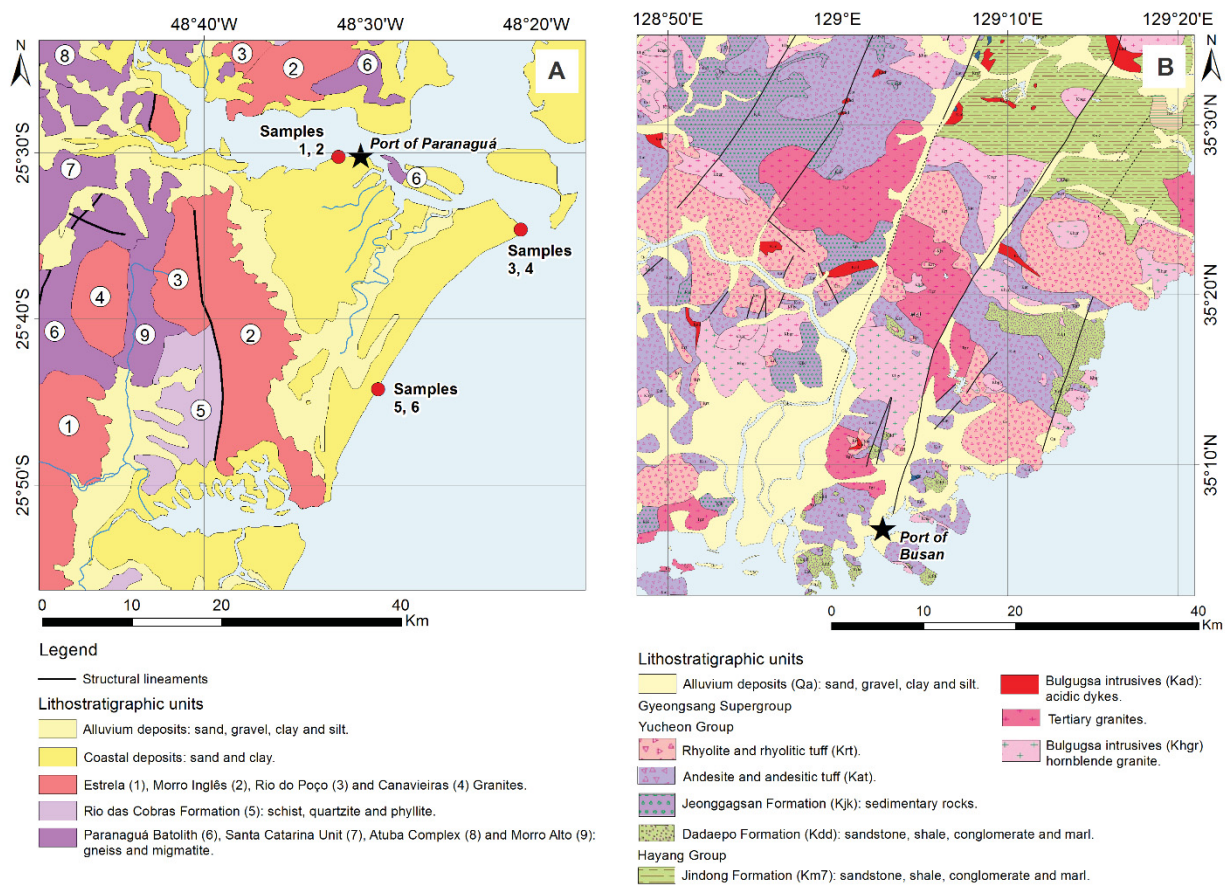 48°40'W
48°30'W
48°20'W
N
A
8
3
2
6
Samples
1, 2
Port of Paranaguá
25°30'S
7
6
Samples
3, 4
3
4
25°40'S
6
9
2
Samples
5, 6
5
1
25°50'S
0
10
20
40
Km
Legend
Structural lineaments
Lithostratigraphic units
Alluvium deposits: sand, gravel, clay and silt.
Coastal deposits: sand and clay.
Estrela (1), Morro Inglês (2), Rio do Poço (3) and Canavieiras (4) Granites.
Rio das Cobras Formation (5): schist, quartzite and phyllite.
Paranaguá Batolith (6), Santa Catarina Unit (7), Atuba Complex (8) and Morro Alto (9):
gneiss and migmatite.
128°50'E
129°E
129°10'E
129°20'E
B
N
35°30'N
35°20'N
35°10'N
Port of
Busan
0
10
20
40
Km
Lithostratigraphic units
Alluvium deposits (Qa): sand, gravel, clay and silt.
Gyeongsang Supergroup
Yucheon Group
Rhyolite and rhyolitic tuff (Krt).
Andesite and andesitic tuff (Kat).
Jeonggagsan Formation (Kjk): sedimentary rocks.
Dadaepo Formation (Kdd): sandstone, shale, conglomerate and marl.
Hayang Group
Jindong Formation (Km7): sandstone, shale, conglomerate and marl.
Bulgugsa intrusives (Kad):
acidic dykes.
Tertiary granites.
Bulgugsa intrusives (Khgr)
hornblende granite.